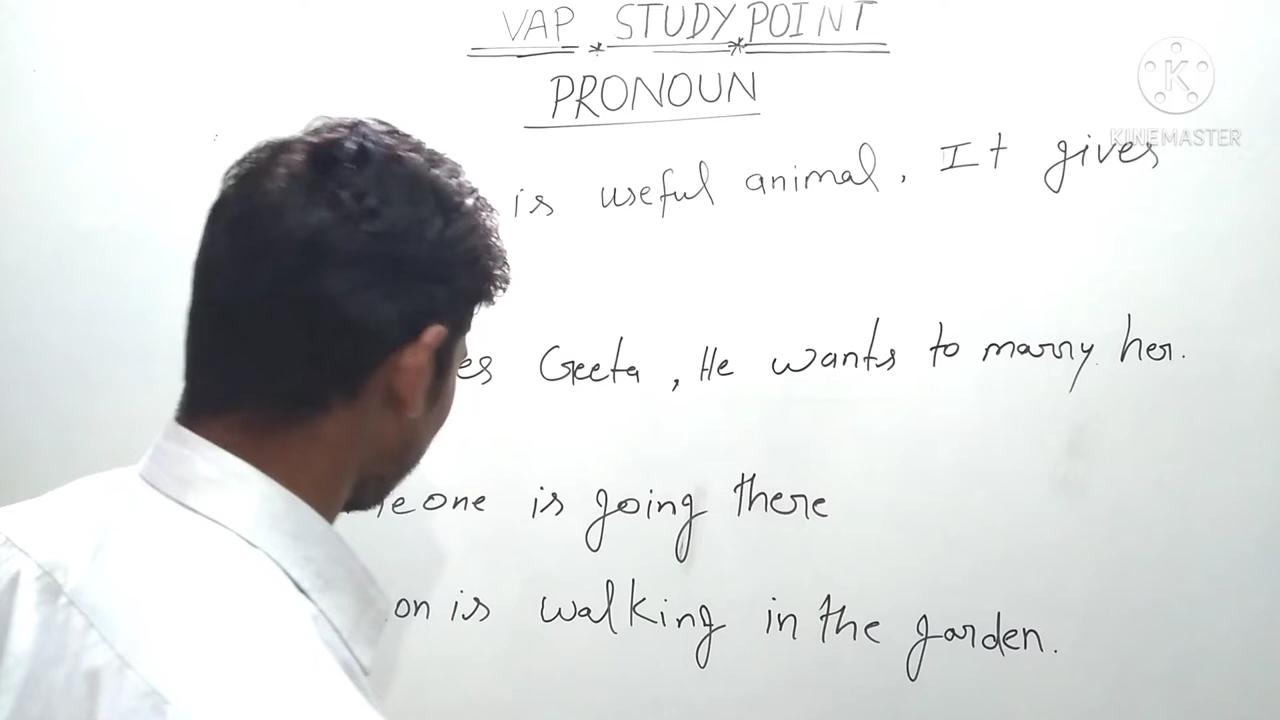 VAP * STUDY * POINT
PRONOUN
K
KINEMASTER
is useful animal. It gives
es Geeta, He wants to marry her.
eone is going there
on is walking in the garden.